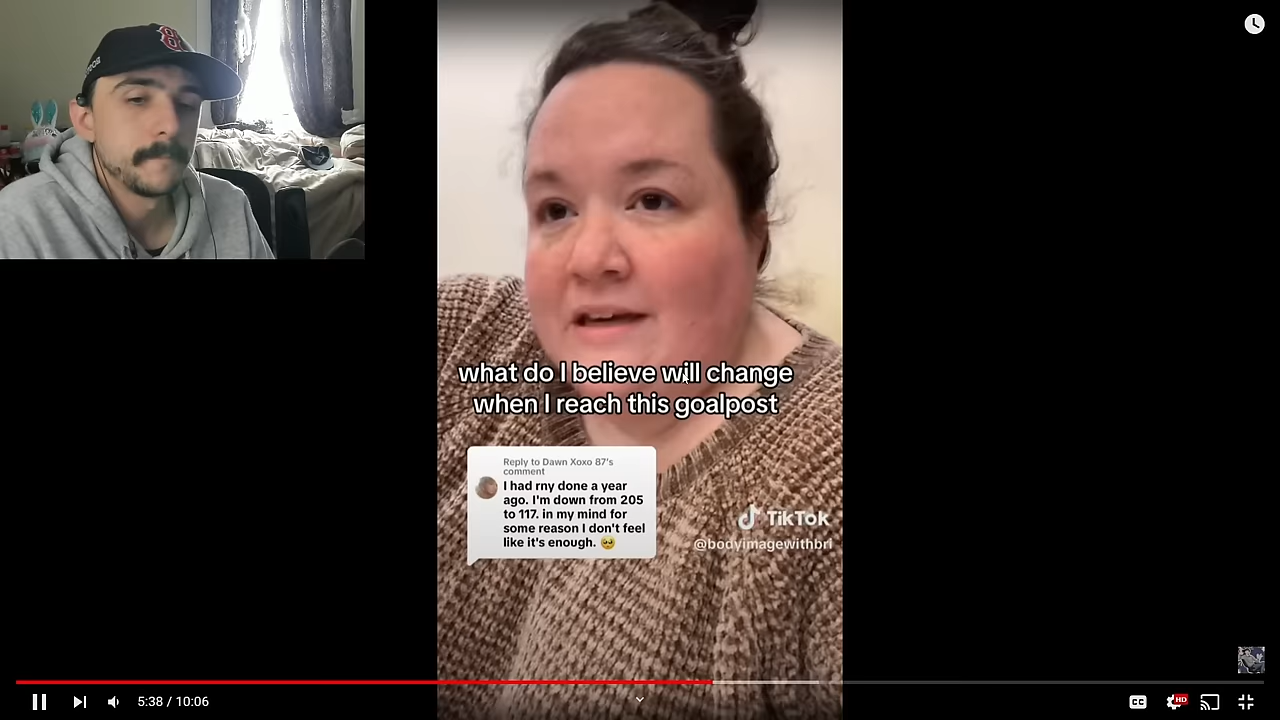 what do I believe will change
when I reach this goalpost
Reply to Dawn Xoxo 87's
comment
I had rny done a year
ago. I'm down from 205
to 117. in my mind for
some reason I don't feel
like it's enough. 🥺
TikTok
@bodyimagewithbri
5:38 / 10:06
CC
HD